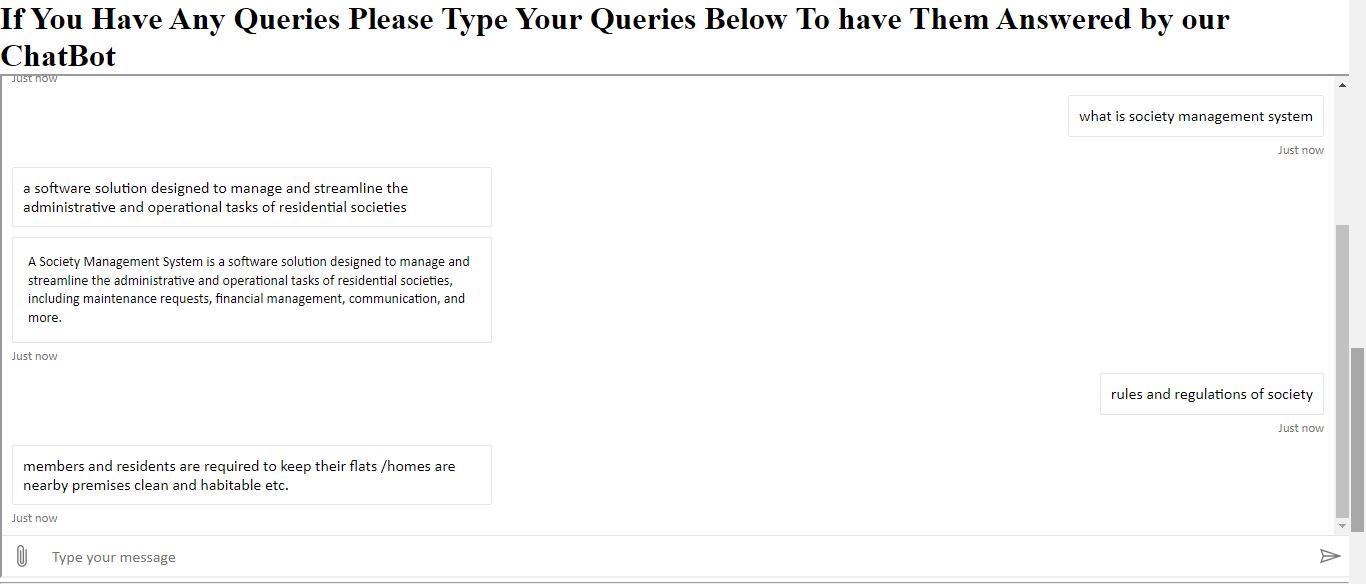 If You Have Any Queries Please Type Your Queries Below To have Them Answered by our
ChatBot
Just now
what is society management system
Just now
a software solution designed to manage and streamline the
administrative and operational tasks of residential societies
A Society Management System is a software solution designed to manage and
streamline the administrative and operational tasks of residential societies,
including maintenance requests, financial management, communication, and
more.
Just now
rules and regulations of society
Just now
members and residents are required to keep their flats /homes are
nearby premises clean and habitable etc.
Just now
Type your message